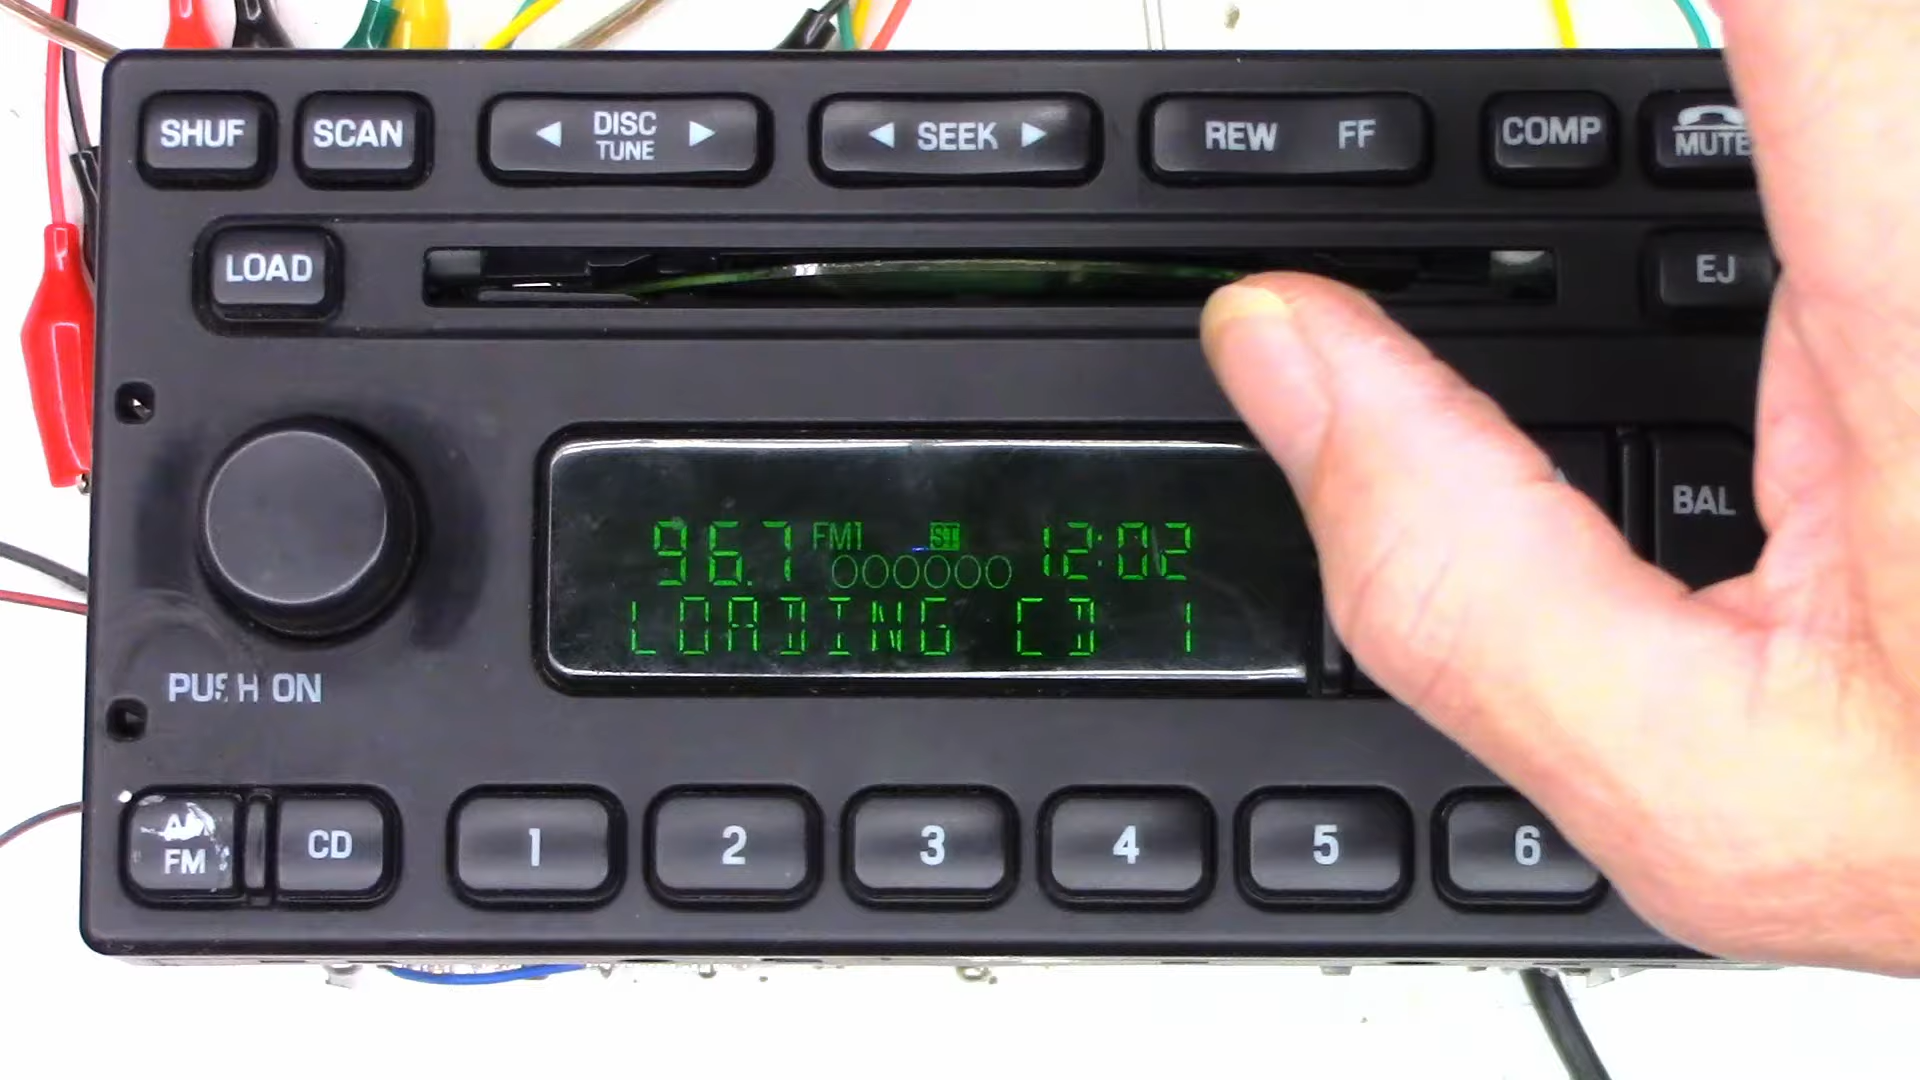 SHUF SCAN DISC TUNE SEEK REW FF COMP MUTE
LOAD EJ
BAL
96.7 FM1 ST 12:02
LOADING CD 1
PUSH ON
AM FM CD 1 2 3 4 5 6